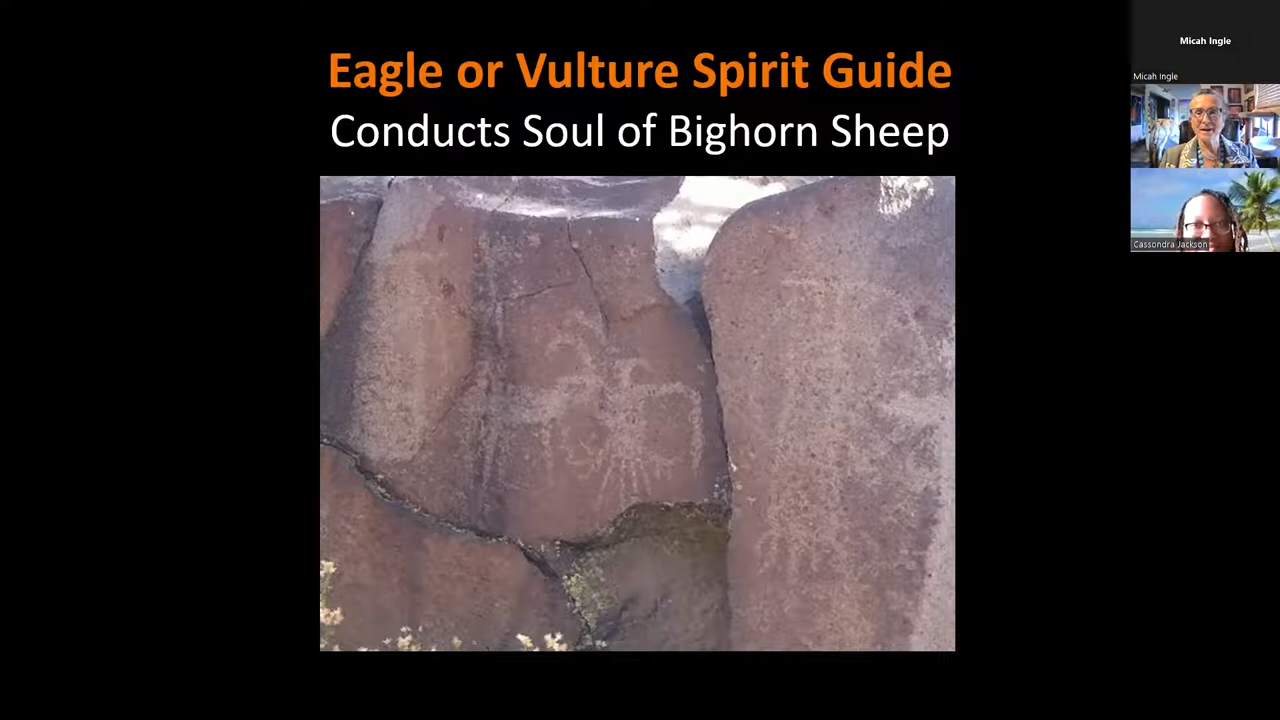 Eagle or Vulture Spirit Guide
Conducts Soul of Bighorn Sheep
Micah Ingle
Micah Ingle
Cassondra Jackson